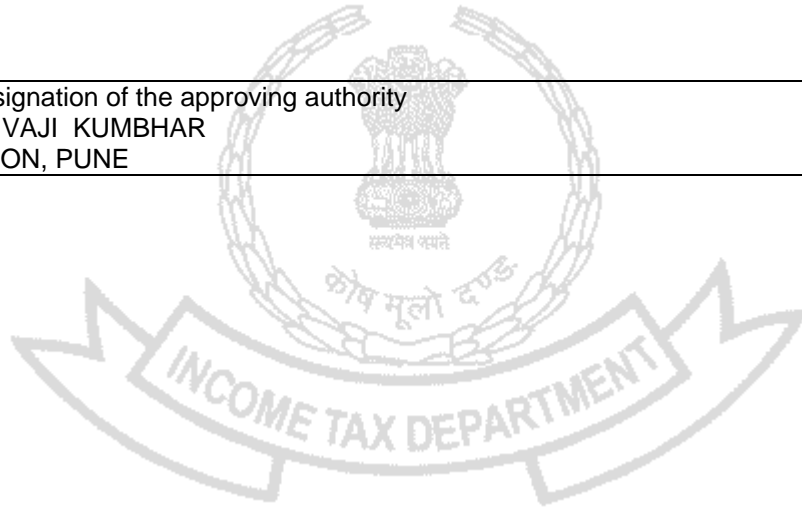 signation of the approving authority
VAJI KUMBHAR
ON, PUNE
सत्यमेव जयते
कोष मूलो दण्ड:
INCOME TAX DEPARTMENT